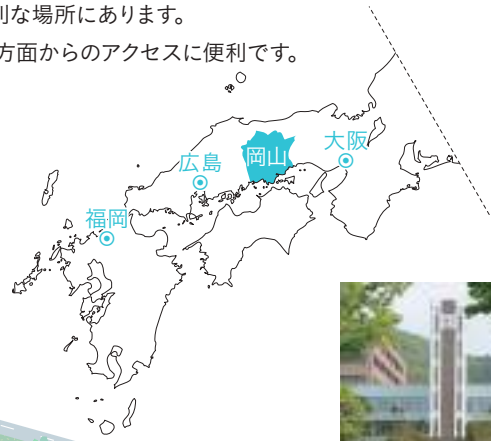 利な場所にあります。
方面からのアクセスに便利です。
大阪
岡山
広島
福岡